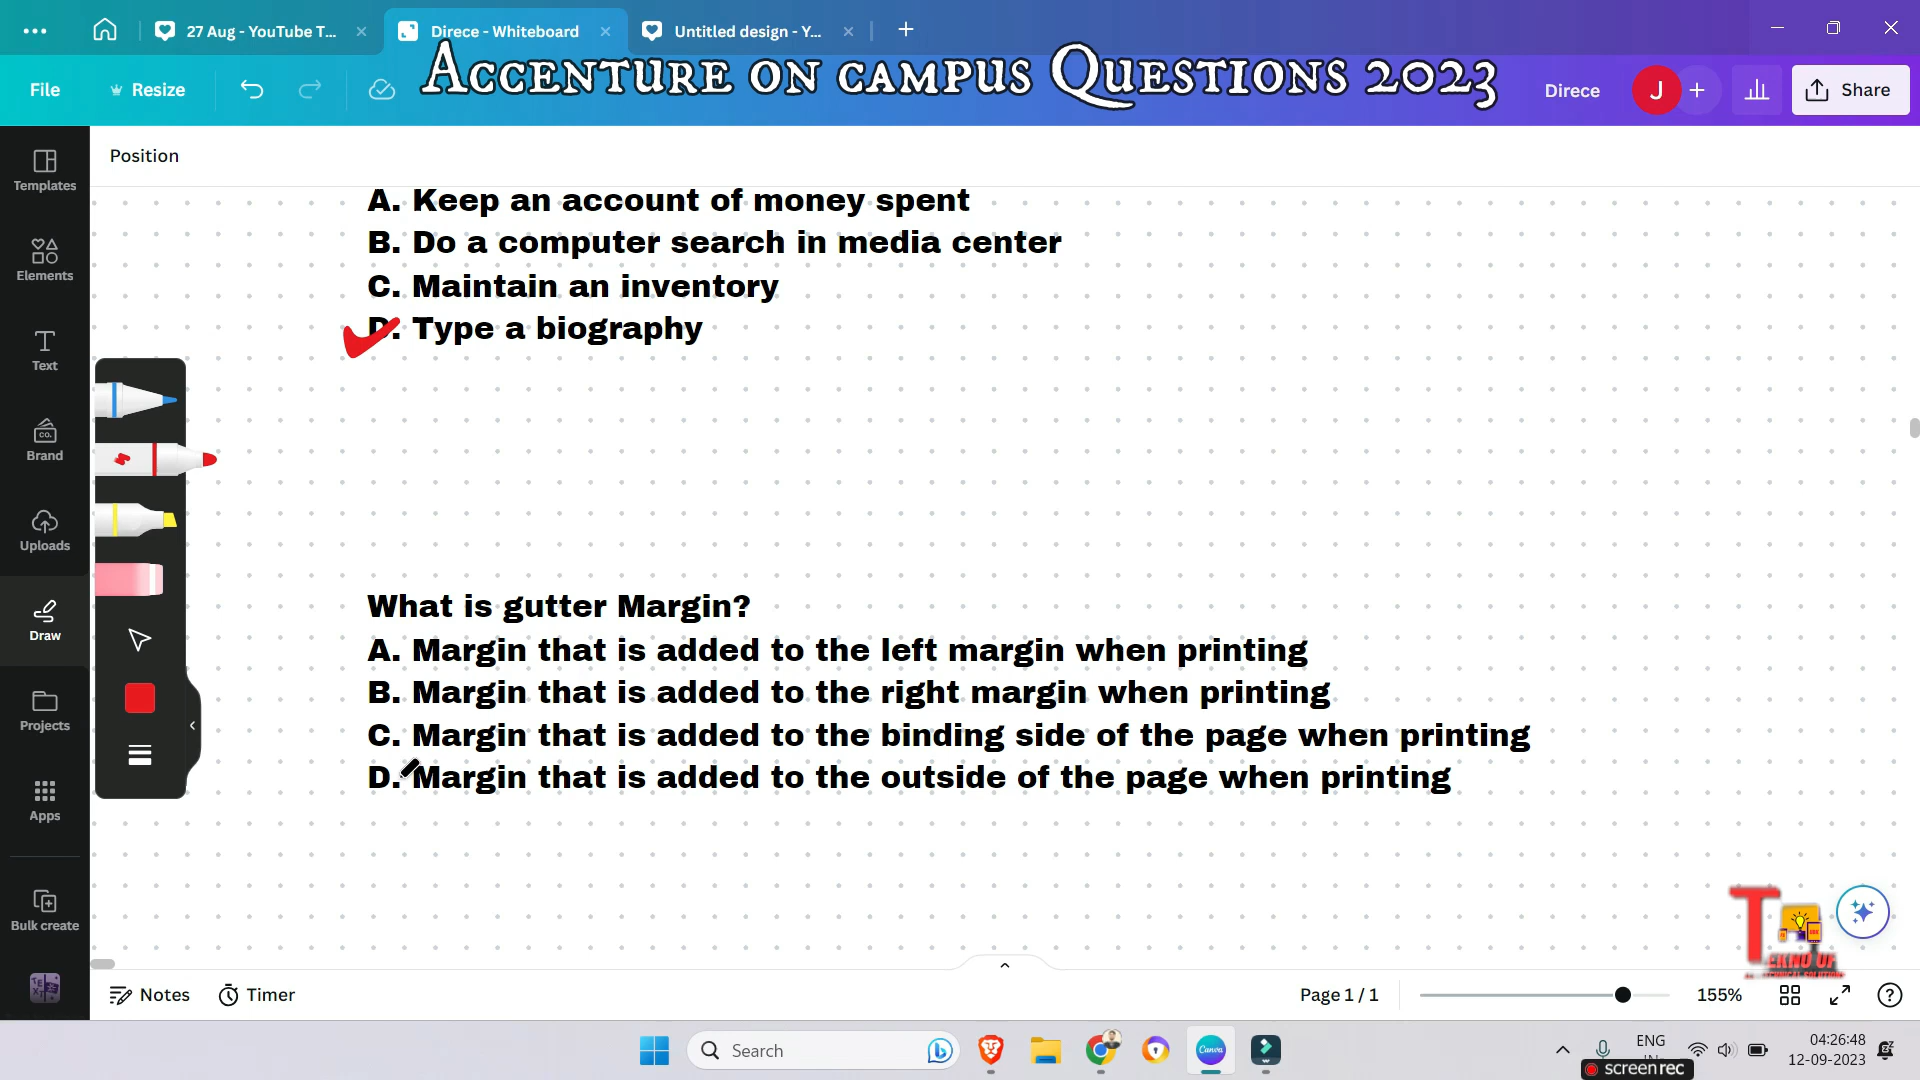 27 Aug - YouTube T...
Direce - Whiteboard
Untitled design - Y...
File
Resize
Accenture on campus Questions 2023
Direce
J
Share
Position
Templates
Elements
Text
Brand
Uploads
Draw
Projects
Apps
Bulk create
A. Keep an account of money spent
B. Do a computer search in media center
C. Maintain an inventory
D. Type a biography
What is gutter Margin?
A. Margin that is added to the left margin when printing
B. Margin that is added to the right margin when printing
C. Margin that is added to the binding side of the page when printing
D. Margin that is added to the outside of the page when printing
Notes
Timer
Page 1 / 1
155%
Search
Canva
ENG
04:26:48
12-09-2023
screenrec